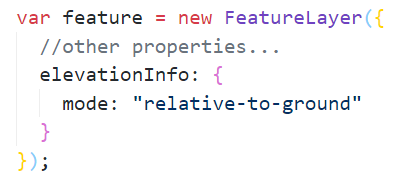 var feature = new FeatureLayer({
  //other properties...
  elevationInfo: {
    mode: "relative-to-ground"
  }
});